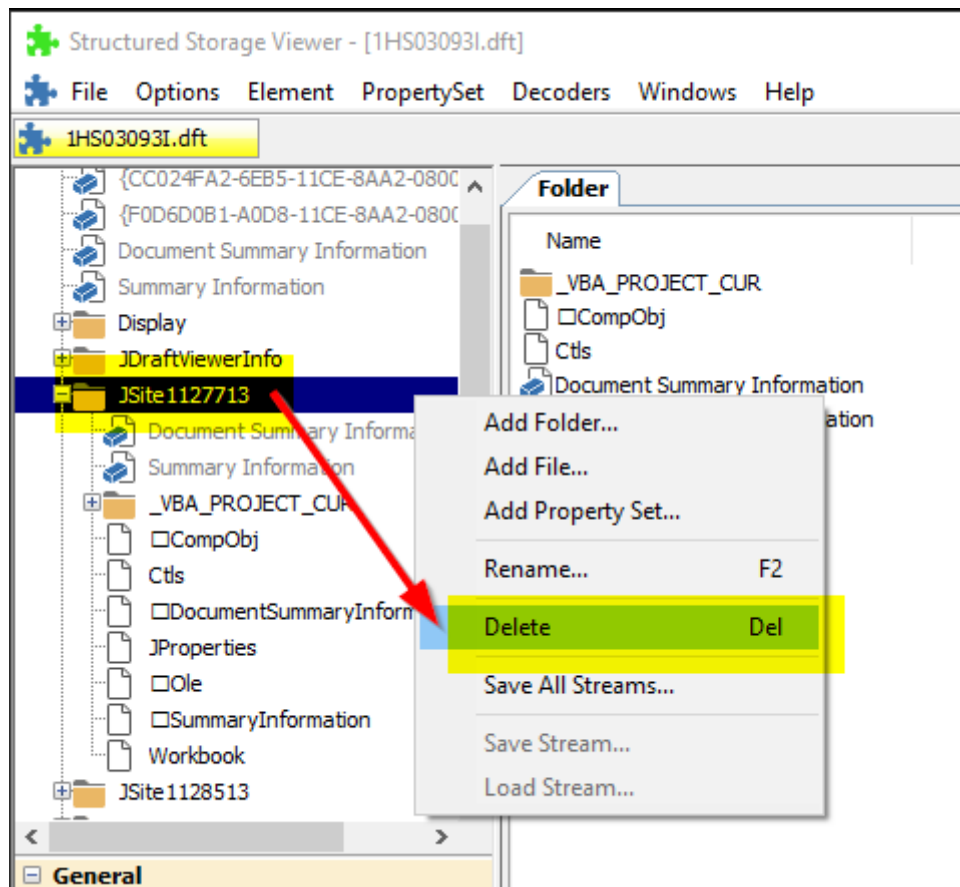 Structured Storage Viewer - [1HS03093I.dft]
File Options Element PropertySet Decoders Windows Help
1HS03093I.dft
{CC024FA2-6EB5-11CE-8AA2-0800
{F0D6D0B1-A0D8-11CE-8AA2-0800
Document Summary Information
Summary Information
Display
JDraftViewerInfo
JSite1127713
Document Summary Informa
Summary Information
_VBA_PROJECT_CUR
□CompObj
Ctls
□DocumentSummaryInform
JProperties
□Ole
□SummaryInformation
Workbook
JSite1128513
General
Folder
Name
_VBA_PROJECT_CUR
□CompObj
Ctls
Document Summary Information
ation
Add Folder...
Add File...
Add Property Set...
Rename... F2
Delete Del
Save All Streams...
Save Stream...
Load Stream...